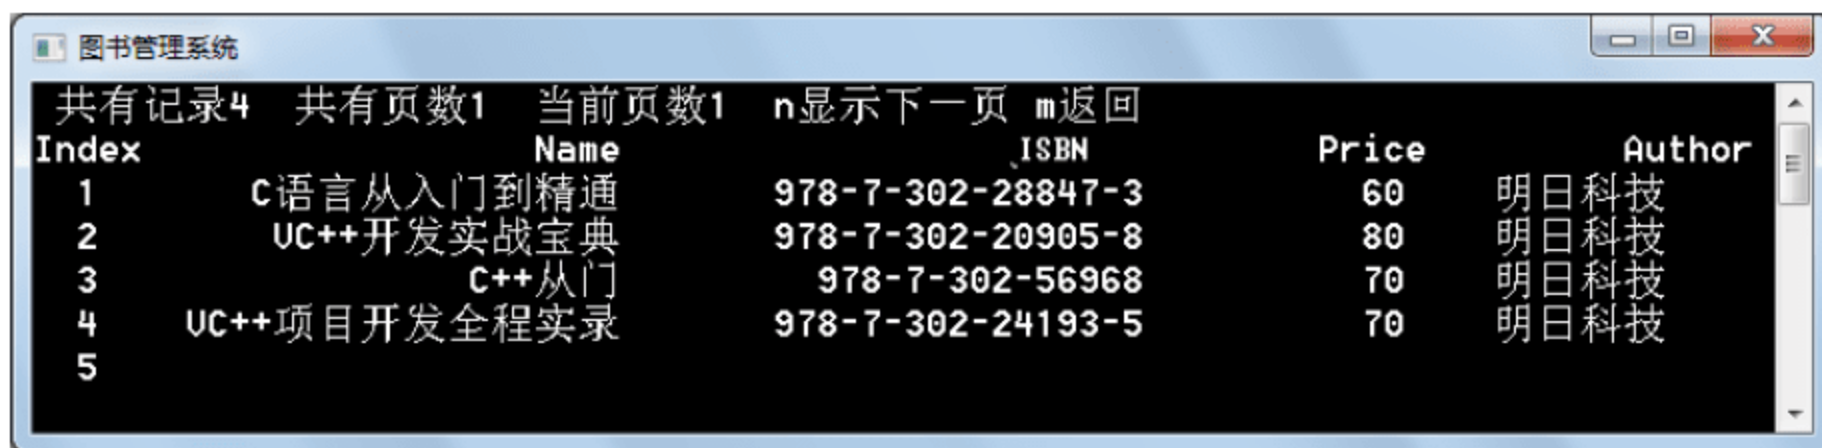 图书管理系统
共有记录4 共有页数1 当前页数1 n显示下一页 m返回
Index Name ISBN Price Author
1 C语言从入门到精通 978-7-302-28847-3 60 明日科技
2 VC++开发实战宝典 978-7-302-20905-8 80 明日科技
3 C++从门 978-7-302-56968 70 明日科技
4 VC++项目开发全程实录 978-7-302-24193-5 70 明日科技
5